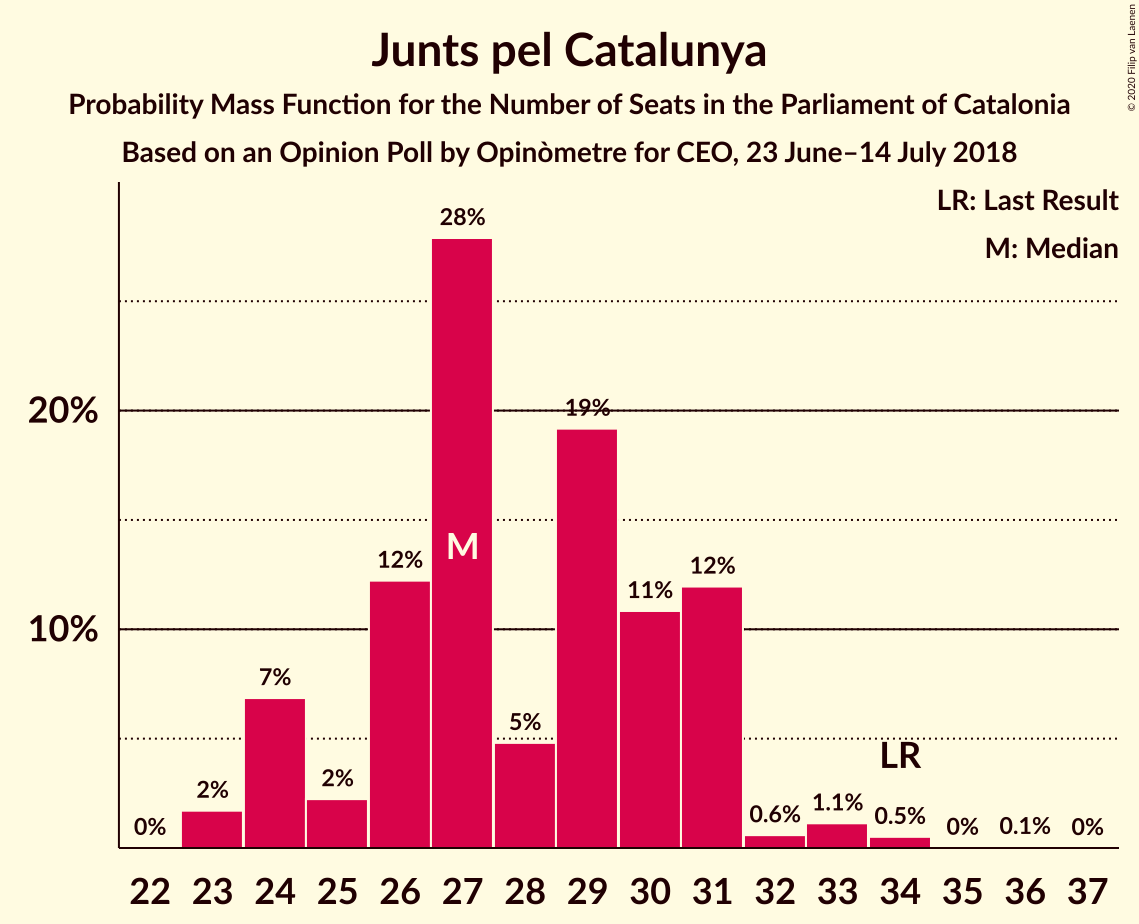 Junts pel Catalunya
Probability Mass Function for the Number of Seats in the Parliament of Catalonia
Based on an Opinion Poll by Opinòmetre for CEO, 23 June–14 July 2018
© 2020 Filip van Laenen
LR: Last Result
M: Median
28%
20%
19%
M
12%
12%
11%
10%
7%
5%
LR
2%
2%
1.1%
0.6%
0.5%
0%
0%
0.1%
0%
22 23 24 25 26 27 28 29 30 31 32 33 34 35 36 37